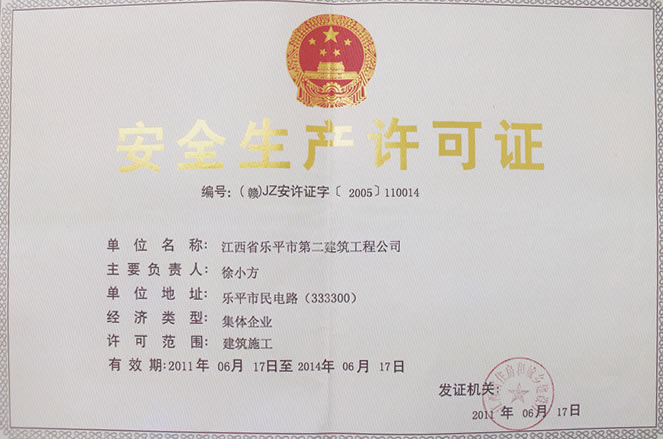 安全生产许可证
编号:(赣)JZ安许证字〔2005〕110014
单位名称:江西省乐平市第二建筑工程公司
主要负责人:徐小方
单位地址:乐平市民电路(333300)
经济类型:集体企业
许可范围:建筑施工
有效期:2011年 06月 17日至 2014年 06月 17日
发证机关:
2011 年 06月 17日